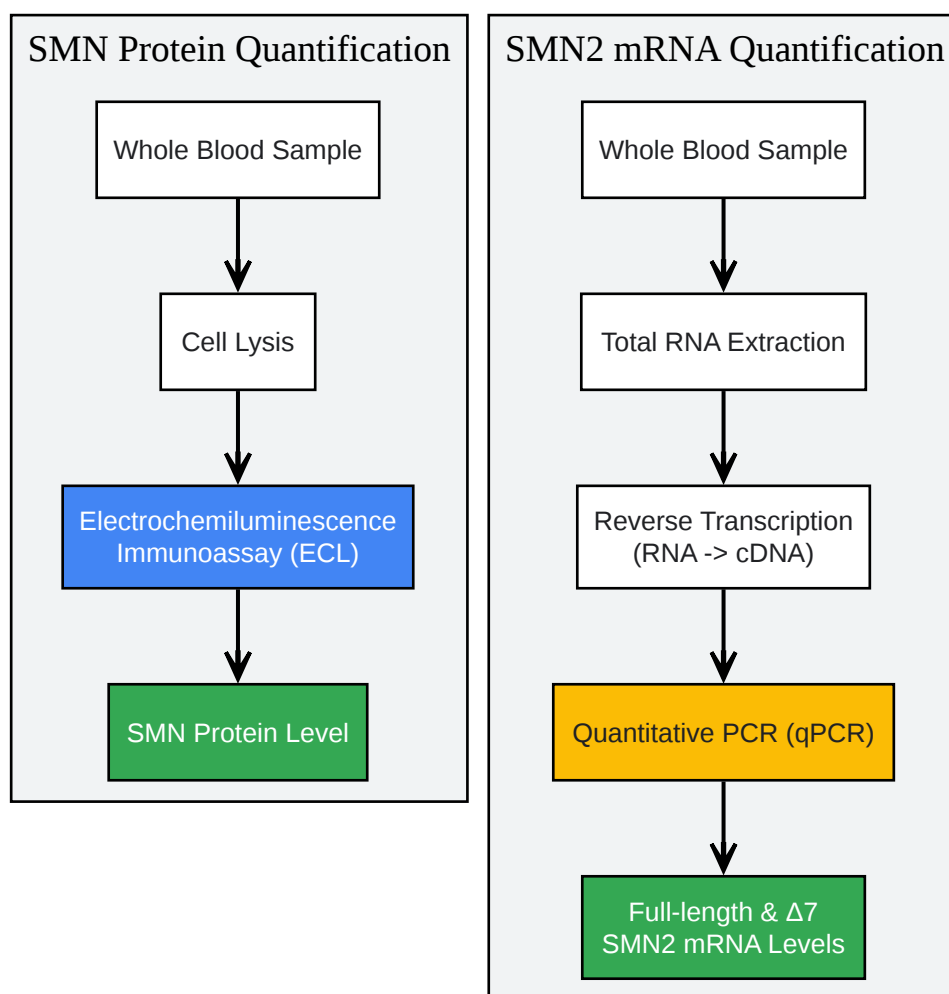 SMN Protein Quantification
Whole Blood Sample
Cell Lysis
Electrochemiluminescence
Immunoassay (ECL)
SMN Protein Level
SMN2 mRNA Quantification
Whole Blood Sample
Total RNA Extraction
Reverse Transcription
(RNA -> cDNA)
Quantitative PCR (qPCR)
Full-length & Δ7
SMN2 mRNA Levels